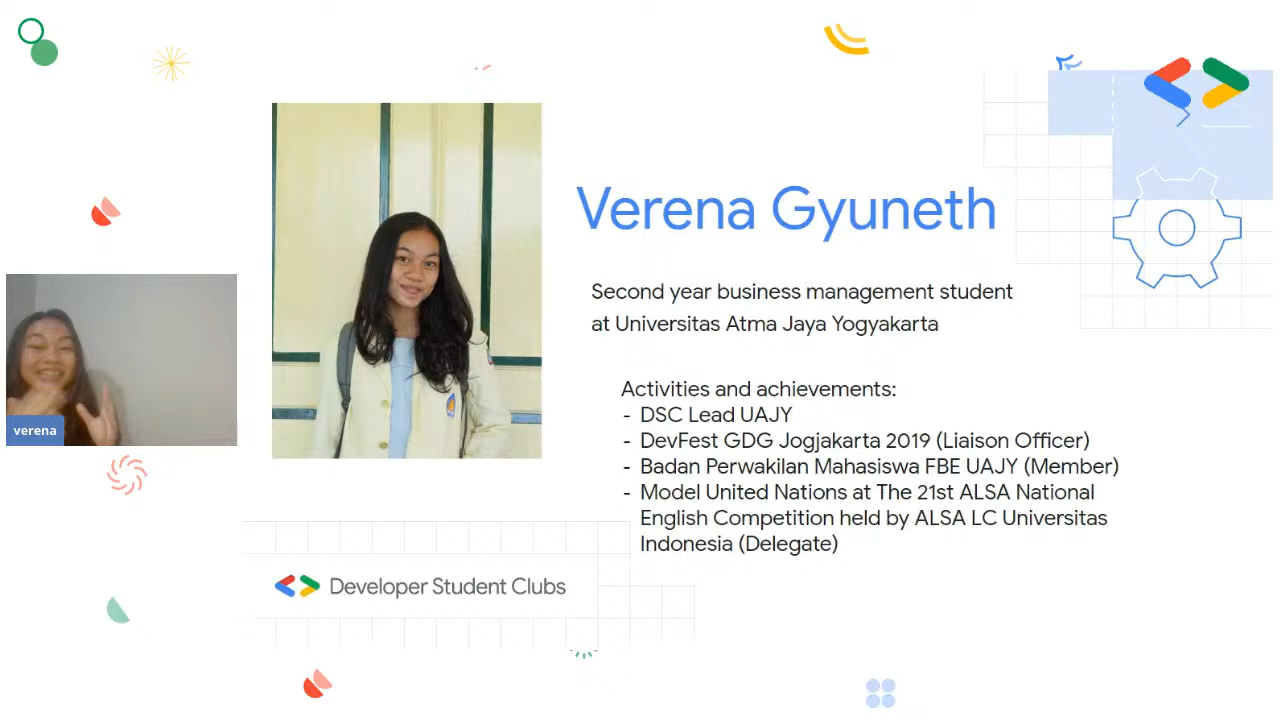 Verena Gyuneth
Second year business management student
at Universitas Atma Jaya Yogyakarta
Activities and achievements:
- DSC Lead UAJY
- DevFest GDG Jogjakarta 2019 (Liaison Officer)
- Badan Perwakilan Mahasiswa FBE UAJY (Member)
- Model United Nations at The 21st ALSA National
English Competition held by ALSA LC Universitas
Indonesia (Delegate)
verena
Developer Student Clubs